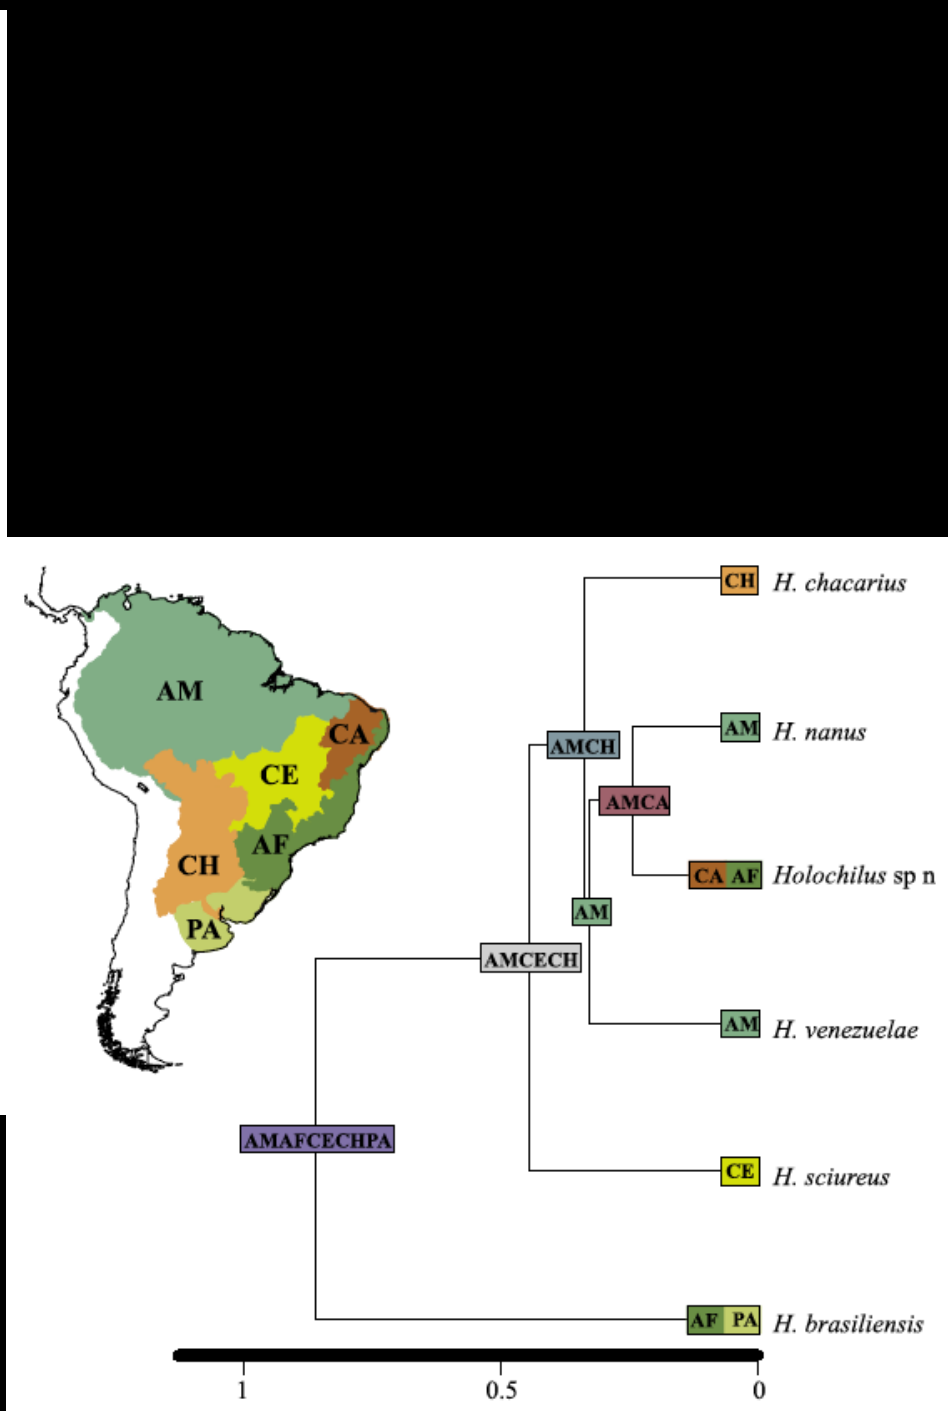 AM
CA
CE
AF
CH
PA
CH H. chacarius
AM H. nanus
AMCH
AMCA
CA AF Holochilus sp n
AM
AMCECH
AM H. venezuelae
AMAFCECHPA
CE H. sciureus
AF PA H. brasiliensis
1 0.5 0